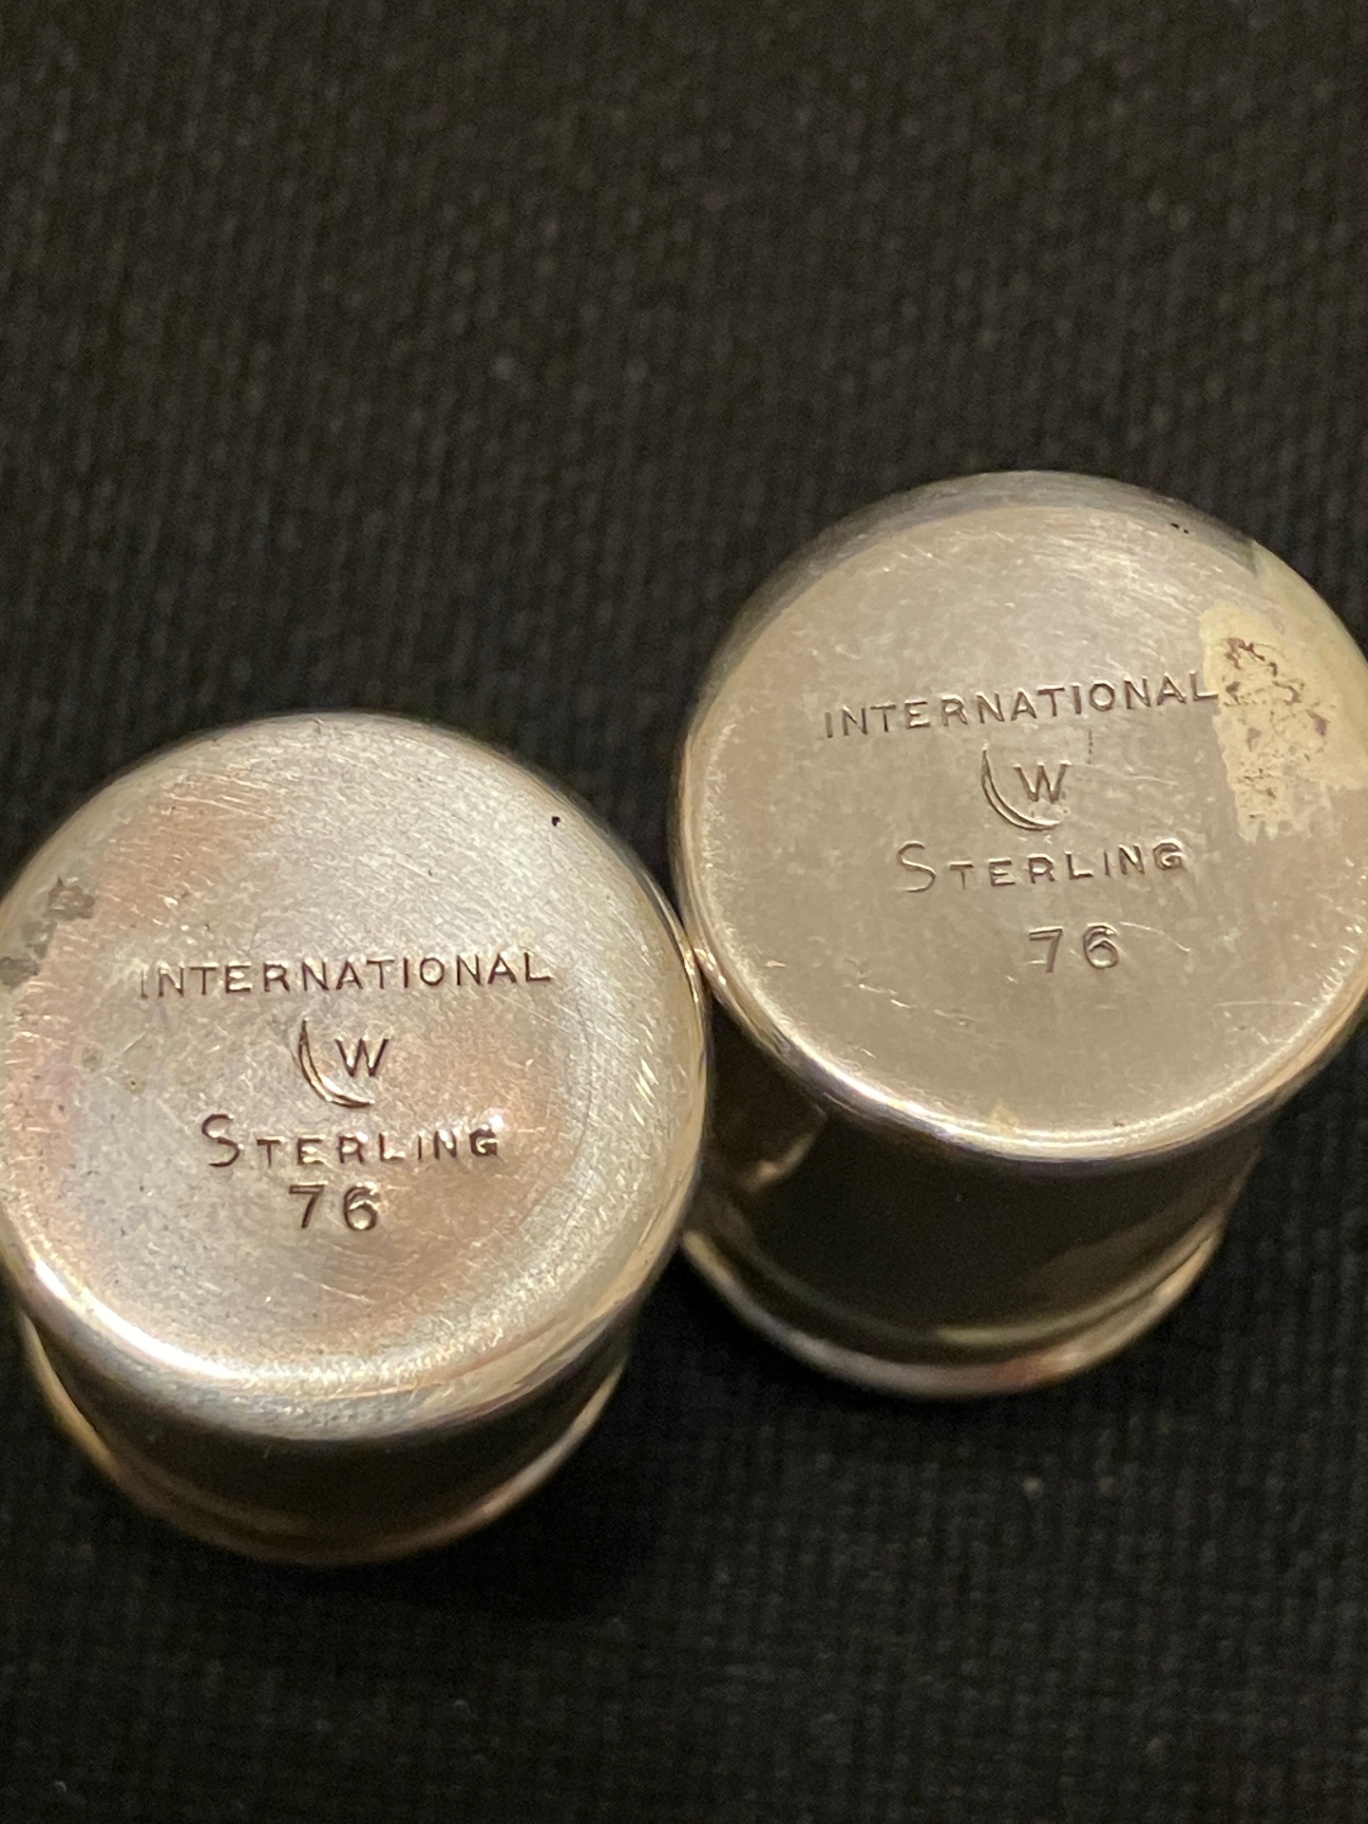 INTERNATIONAL
W
STERLING
76
INTERNATIONAL
W
STERLING
76